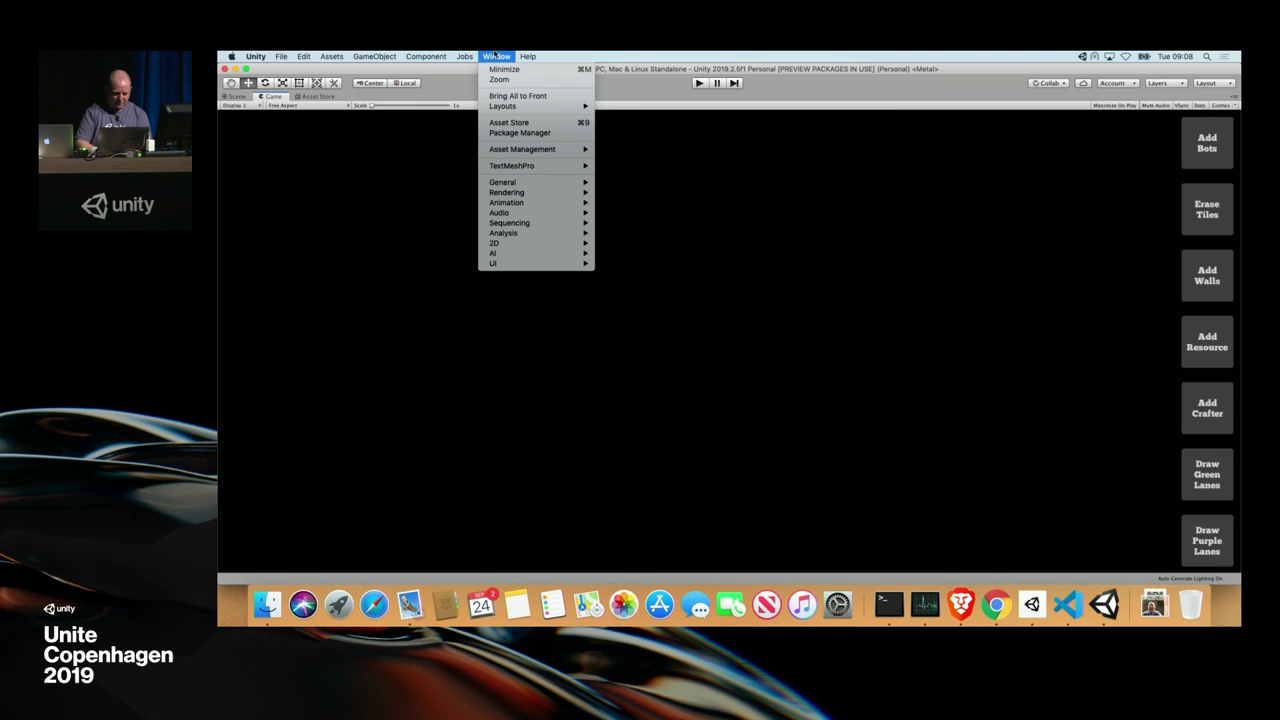 Unity File Edit Assets GameObject Component Jobs Window Help
Tue 09:08
PC, Mac & Linux Standalone - Unity 2019.2.5f1 Personal [PREVIEW PACKAGES IN USE] (Personal) <Metal>
Center Local
Collab Account Layers Layout
Scene Game Asset Store
Display 1 Free Aspect Scale 1x
Maximize On Play Mute Audio VSync Stats Gizmos
Minimize ⌘M
Zoom
Bring All to Front
Layouts
Asset Store ⌘9
Package Manager
Asset Management
TextMeshPro
General
Rendering
Animation
Audio
Sequencing
Analysis
2D
AI
UI
Add
Bots
Erase
Tiles
Add
Walls
Add
Resource
Add
Crafter
Draw
Green
Lanes
Draw
Purple
Lanes
Auto Generate Lighting On
SEP 2
24
unity
unity
Unite
Copenhagen
2019